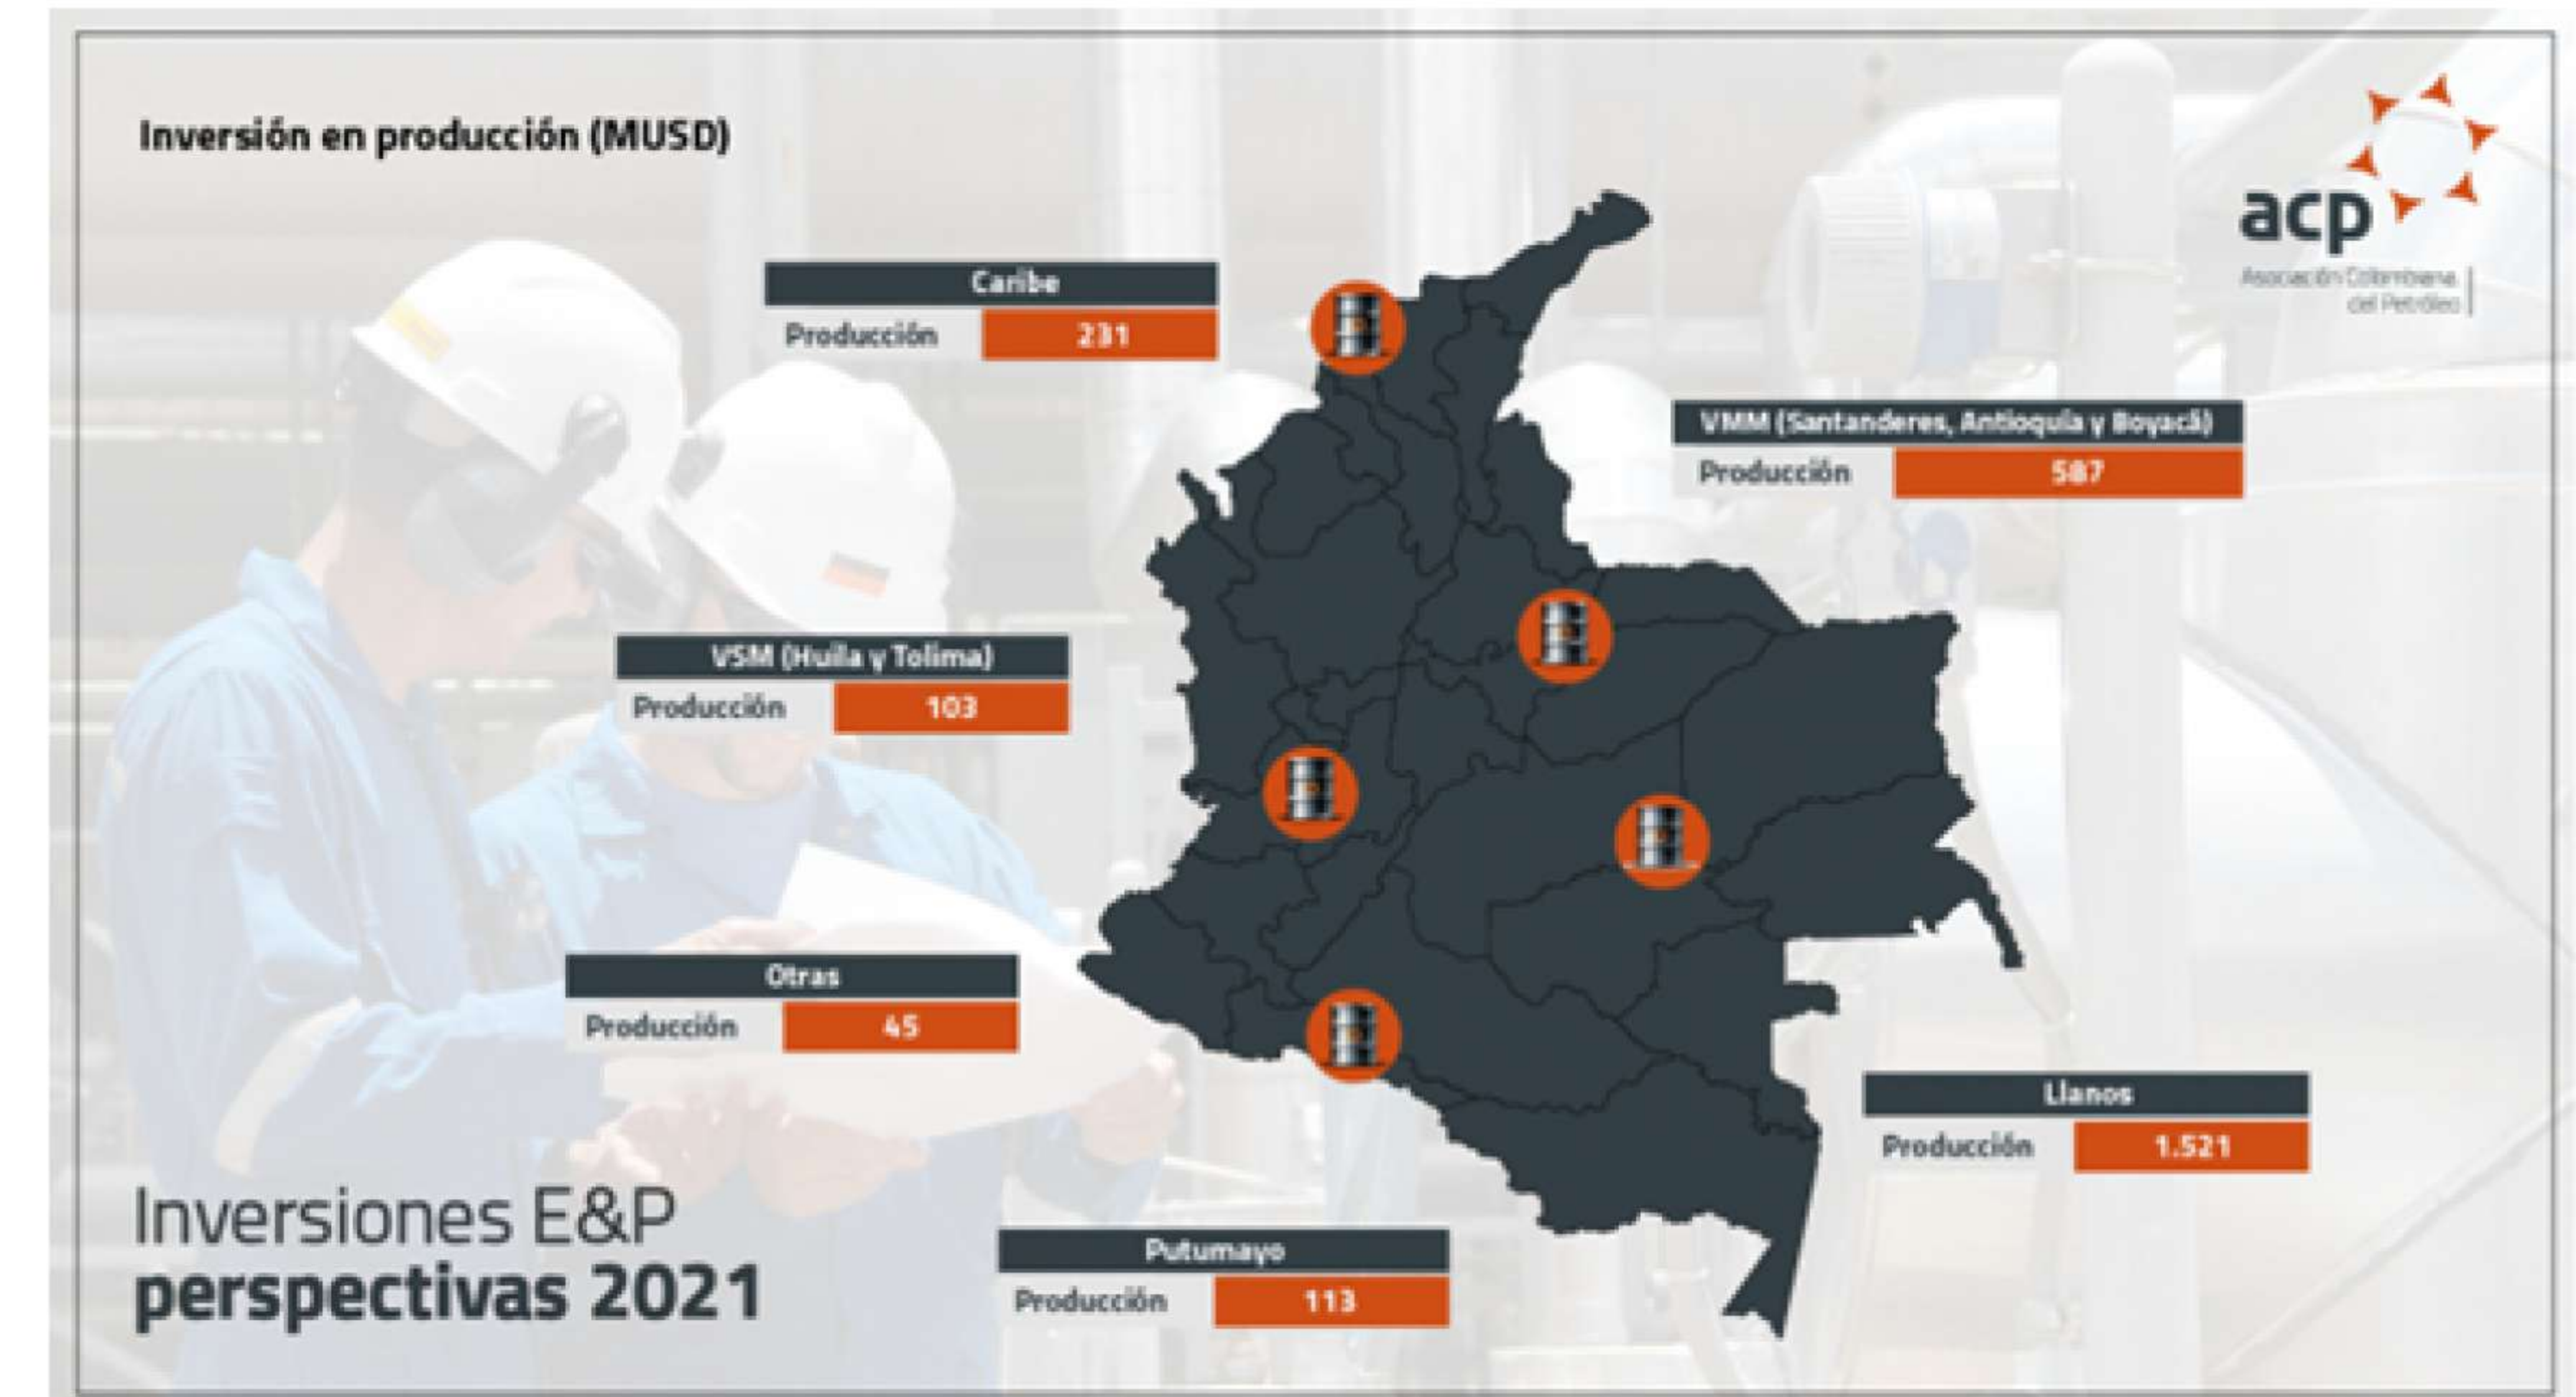 Inversión en producción (MUSD)
acp
Asociación Colombiana
del Petróleo
Caribe
Producción 231
VMM (Santanderes, Antioquía y Boyacá)
Producción 587
VSM (Huila y Tolima)
Producción 103
Otras
Producción 45
Llanos
Producción 1.521
Putumayo
Producción 113
Inversiones E&P
perspectivas 2021